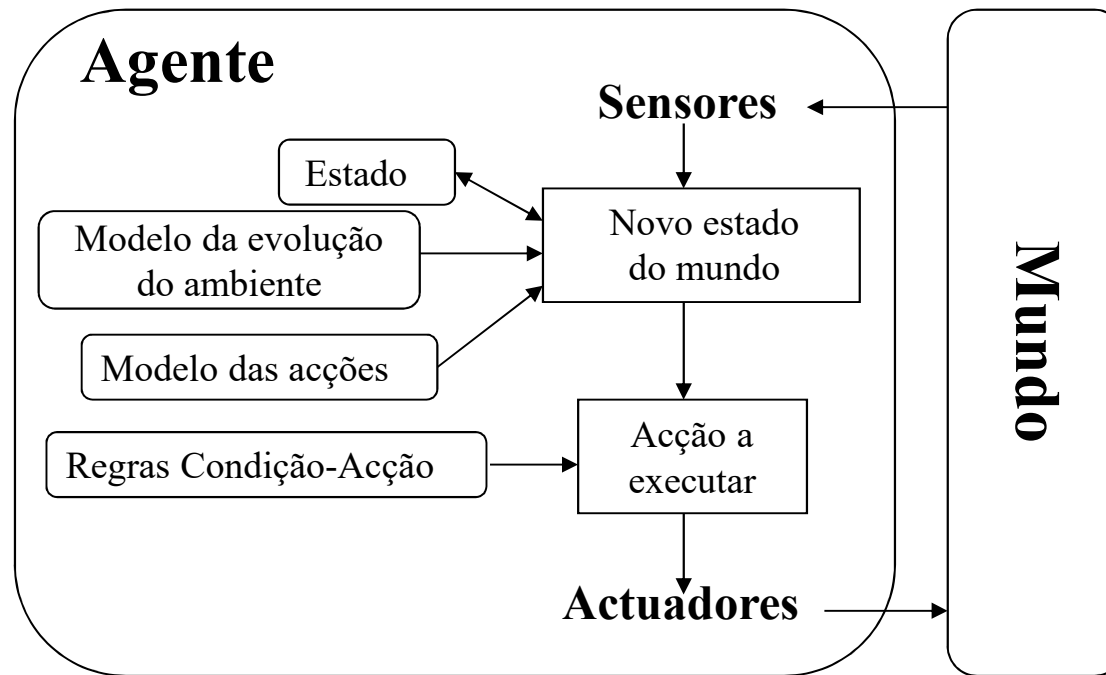 Agente
Sensores
Estado
Modelo da evolução
do ambiente
Novo estado
do mundo
Modelo das acções
Regras Condição-Acção
Acção a
executar
Actuadores
Mundo